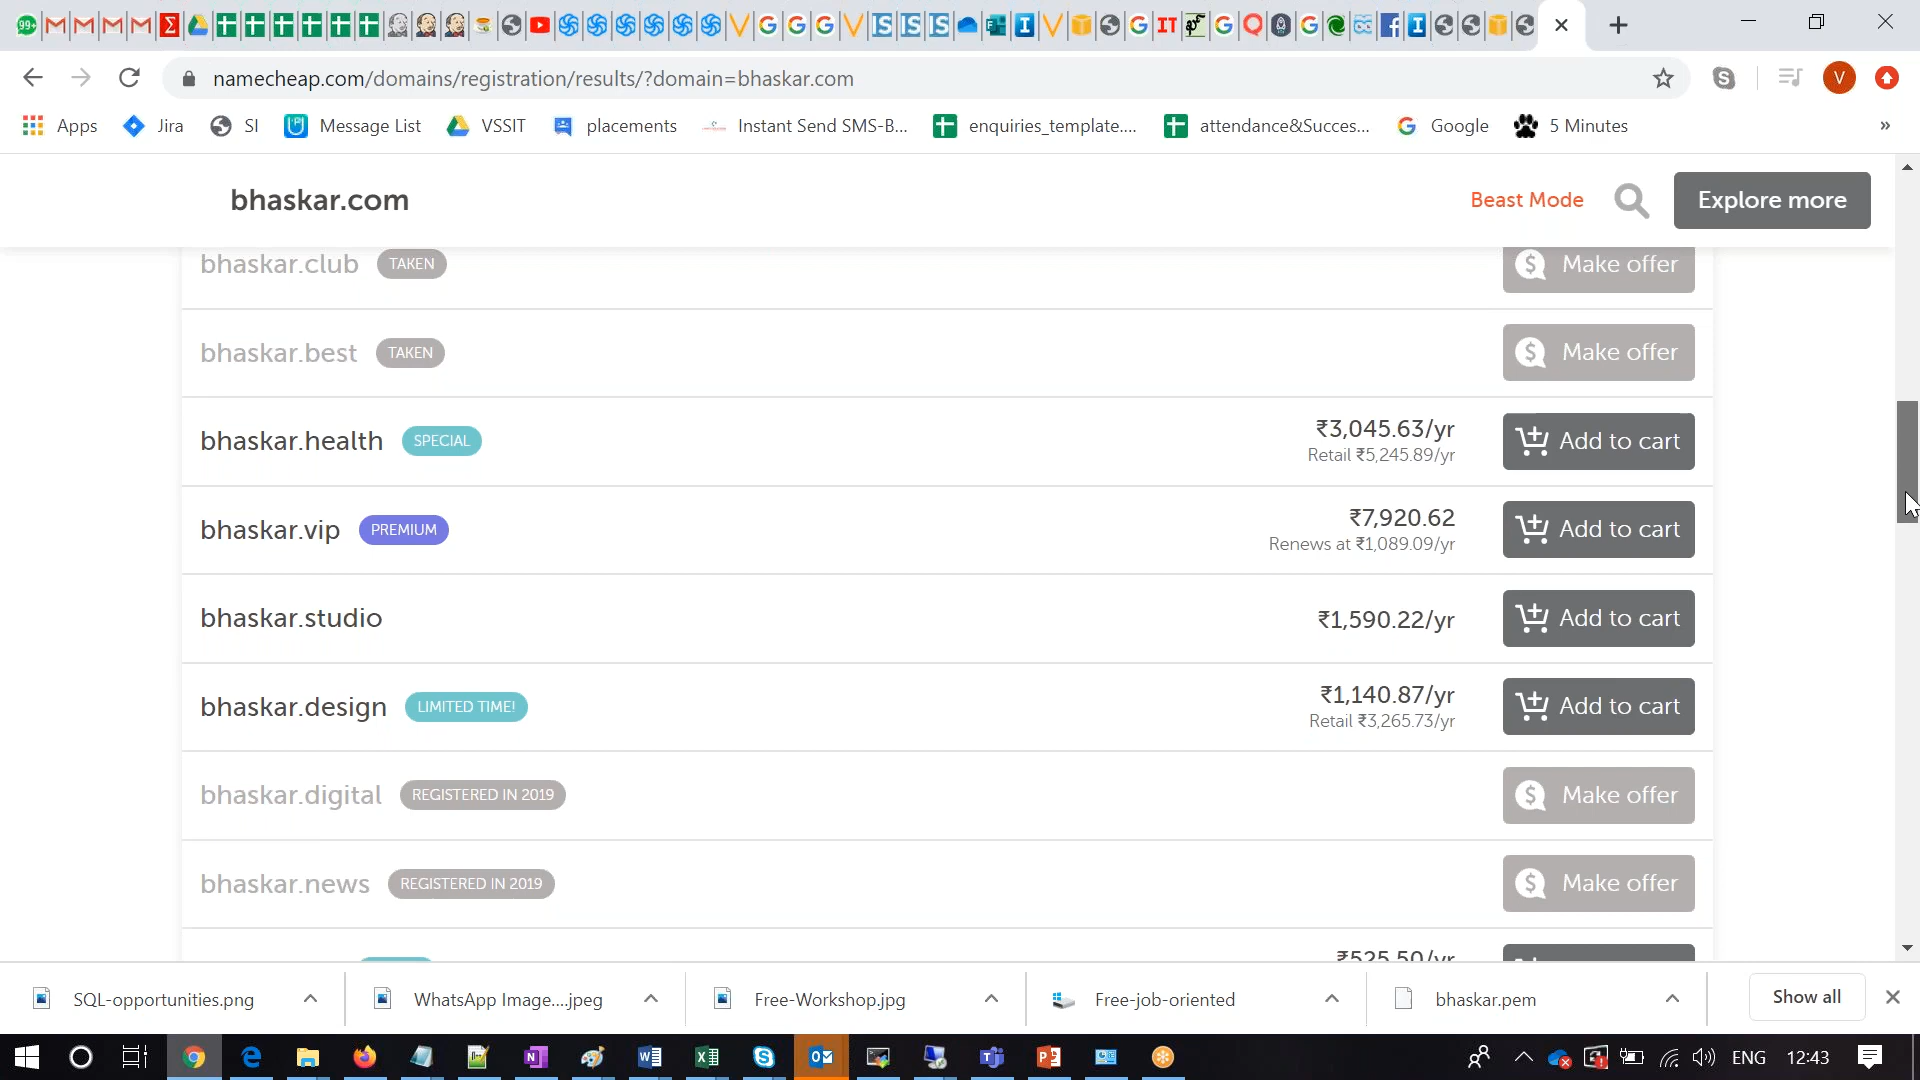 99+
namecheap.com/domains/registration/results/?domain=bhaskar.com
V
Apps Jira SI Message List VSSIT placements Instant Send SMS-B... enquiries_template.... attendance&Succes... Google 5 Minutes »
bhaskar.com Beast Mode Explore more
bhaskar.club TAKEN Make offer
bhaskar.best TAKEN Make offer
bhaskar.health SPECIAL ₹3,045.63/yr Add to cart
Retail ₹5,245.89/yr
bhaskar.vip PREMIUM ₹7,920.62 Add to cart
Renews at ₹1,089.09/yr
bhaskar.studio ₹1,590.22/yr Add to cart
bhaskar.design LIMITED TIME! ₹1,140.87/yr Add to cart
Retail ₹3,265.73/yr
bhaskar.digital REGISTERED IN 2019 Make offer
bhaskar.news REGISTERED IN 2019 Make offer
₹525.50/yr
SQL-opportunities.png WhatsApp Image....jpeg Free-Workshop.jpg Free-job-oriented bhaskar.pem Show all
ENG 12:43